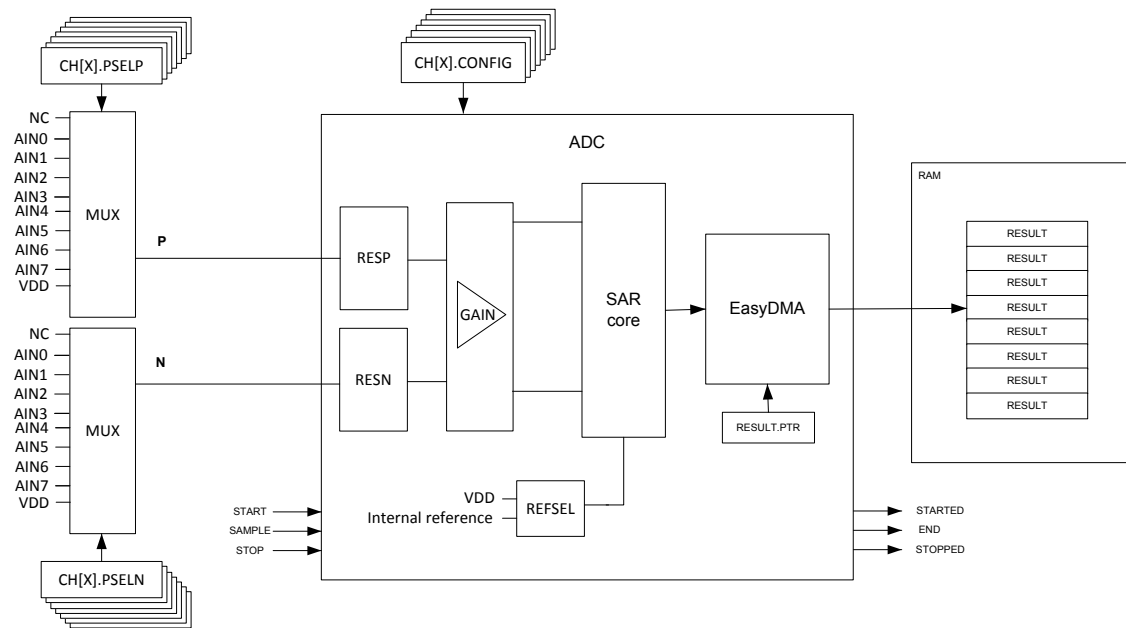 CH[X].PSELP
CH[X].CONFIG
NC
AIN0
AIN1
AIN2
AIN3
AIN4
AIN5
AIN6
AIN7
VDD
MUX
P
ADC
RESP
GAIN
SAR
core
EasyDMA
RAM
RESULT
RESULT
RESULT
RESULT
RESULT
RESULT
RESULT
RESULT
NC
AIN0
AIN1
AIN2
AIN3
AIN4
AIN5
AIN6
AIN7
VDD
MUX
N
RESN
RESULT.PTR
VDD
Internal reference
REFSEL
START
SAMPLE
STOP
STARTED
END
STOPPED
CH[X].PSELN